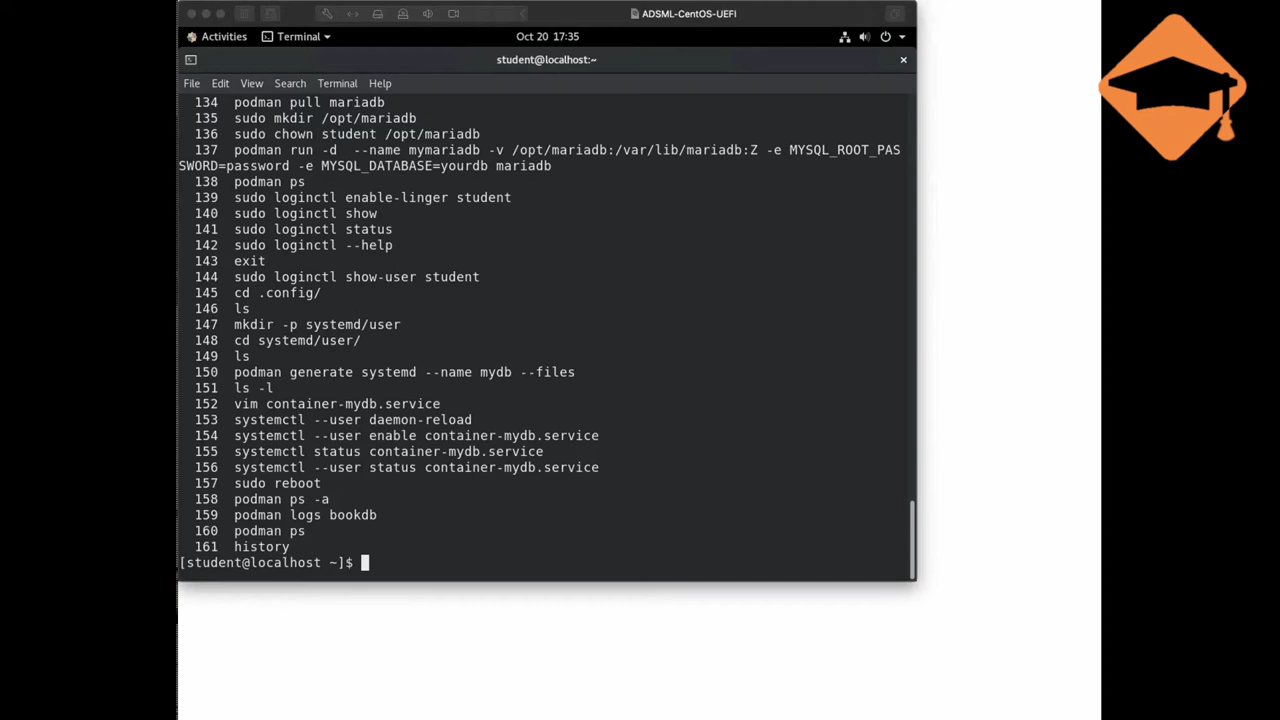 ADSML-CentOS-UEFI
Activities Terminal Oct 20 17:35
student@localhost:~
File Edit View Search Terminal Help
134 podman pull mariadb
135 sudo mkdir /opt/mariadb
136 sudo chown student /opt/mariadb
137 podman run -d  --name mymariadb -v /opt/mariadb:/var/lib/mariadb:Z -e MYSQL_ROOT_PAS
SWORD=password -e MYSQL_DATABASE=yourdb mariadb
138 podman ps
139 sudo loginctl enable-linger student
140 sudo loginctl show
141 sudo loginctl status
142 sudo loginctl --help
143 exit
144 sudo loginctl show-user student
145 cd .config/
146 ls
147 mkdir -p systemd/user
148 cd systemd/user/
149 ls
150 podman generate systemd --name mydb --files
151 ls -l
152 vim container-mydb.service
153 systemctl --user daemon-reload
154 systemctl --user enable container-mydb.service
155 systemctl status container-mydb.service
156 systemctl --user status container-mydb.service
157 sudo reboot
158 podman ps -a
159 podman logs bookdb
160 podman ps
161 history
[student@localhost ~]$